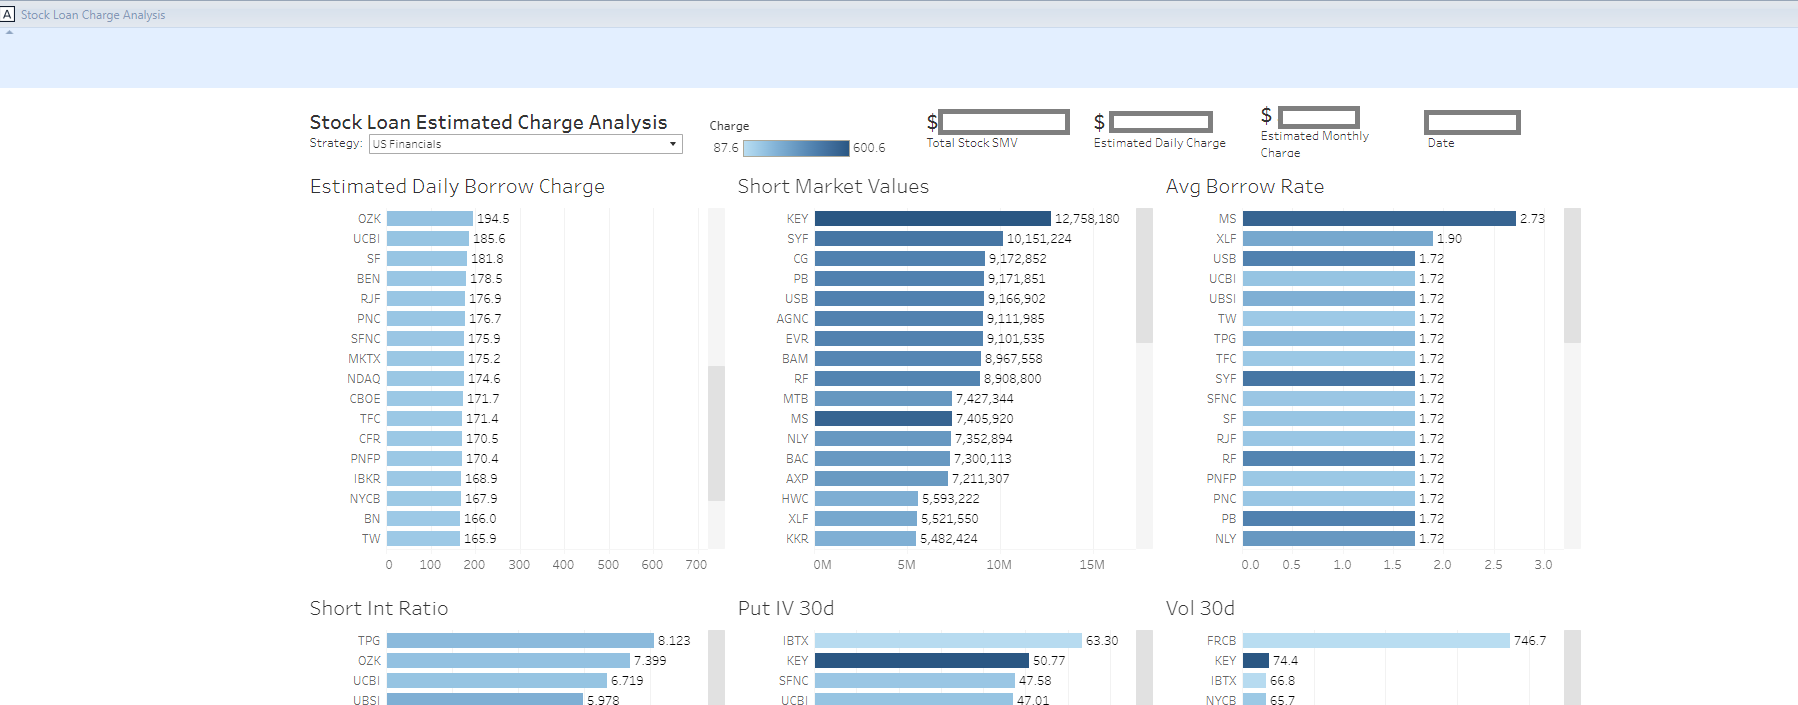 A Stock Loan Charge Analysis
Stock Loan Estimated Charge Analysis
Strategy: US Financials
Charge
87.6 600.6
$
Total Stock SMV
$
Estimated Daily Charge
$
Estimated Monthly
Charge
Date
Estimated Daily Borrow Charge
OZK 194.5
UCBI 185.6
SF 181.8
BEN 178.5
RJF 176.9
PNC 176.7
SFNC 175.9
MKTX 175.2
NDAQ 174.6
CBOE 171.7
TFC 171.4
CFR 170.5
PNFP 170.4
IBKR 168.9
NYCB 167.9
BN 166.0
TW 165.9
0 100 200 300 400 500 600 700
Short Market Values
KEY 12,758,180
SYF 10,151,224
CG 9,172,852
PB 9,171,851
USB 9,166,902
AGNC 9,111,985
EVR 9,101,535
BAM 8,967,558
RF 8,908,800
MTB 7,427,344
MS 7,405,920
NLY 7,352,894
BAC 7,300,113
AXP 7,211,307
HWC 5,593,222
XLF 5,521,550
KKR 5,482,424
0M 5M 10M 15M
Avg Borrow Rate
MS 2.73
XLF 1.90
USB 1.72
UCBI 1.72
UBSI 1.72
TW 1.72
TPG 1.72
TFC 1.72
SYF 1.72
SFNC 1.72
SF 1.72
RJF 1.72
RF 1.72
PNFP 1.72
PNC 1.72
PB 1.72
NLY 1.72
0.0 0.5 1.0 1.5 2.0 2.5 3.0
Short Int Ratio
TPG 8.123
OZK 7.399
UCBI 6.719
UBSI 5.978
Put IV 30d
IBTX 63.30
KEY 50.77
SFNC 47.58
UCBI 47.01
Vol 30d
FRCB 746.7
KEY 74.4
IBTX 66.8
NYCB 65.7